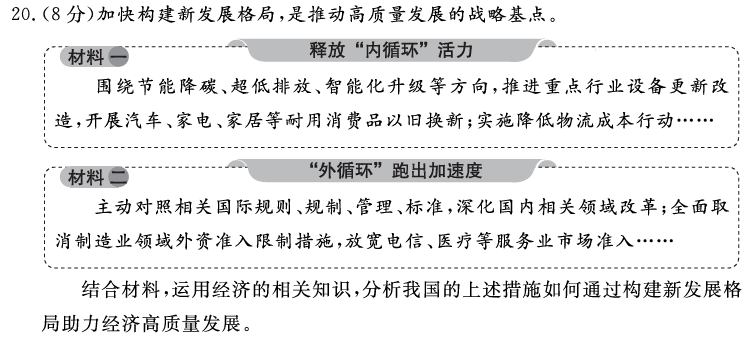 20.(8分)加快构建新发展格局,是推动高质量发展的战略基点。
材料一
释放“内循环”活力
围绕节能降碳、超低排放、智能化升级等方向,推进重点行业设备更新改
造,开展汽车、家电、家居等耐用消费品以旧换新;实施降低物流成本行动……
材料二
“外循环”跑出加速度
主动对照相关国际规则、规制、管理、标准,深化国内相关领域改革;全面取
消制造业领域外资准入限制措施,放宽电信、医疗等服务业市场准入……
结合材料,运用经济的相关知识,分析我国的上述措施如何通过构建新发展格
局助力经济高质量发展。